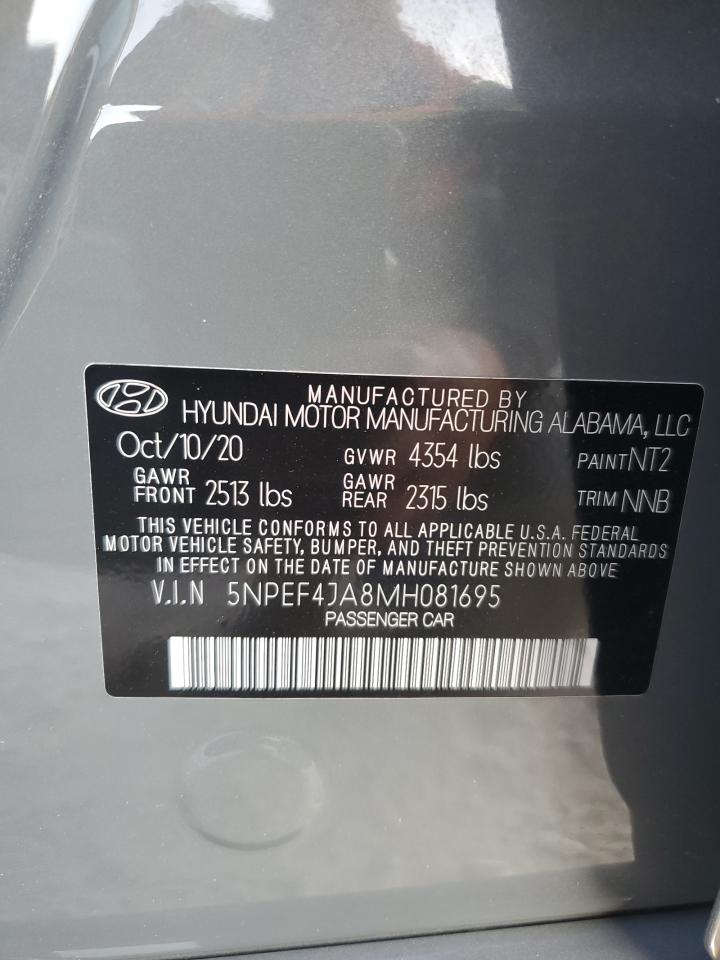 MANUFACTURED BY
HYUNDAI MOTOR MANUFACTURING ALABAMA, LLC
Oct/10/20 GVWR 4354 lbs PAINT NT2
GAWR FRONT 2513 lbs GAWR REAR 2315 lbs TRIM NNB
THIS VEHICLE CONFORMS TO ALL APPLICABLE U.S.A. FEDERAL
MOTOR VEHICLE SAFETY, BUMPER, AND THEFT PREVENTION STANDARDS
IN EFFECT ON THE DATE OF MANUFACTURE SHOWN ABOVE
V.I.N 5NPEF4JA8MH081695
PASSENGER CAR